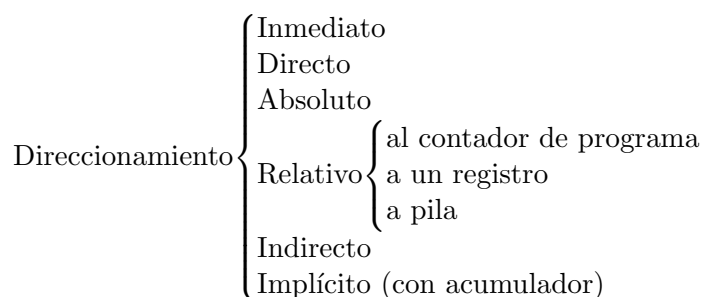 Direccionamiento
Inmediato
Directo
Absoluto
Relativo
al contador de programa
a un registro
a pila
Indirecto
Implícito (con acumulador)